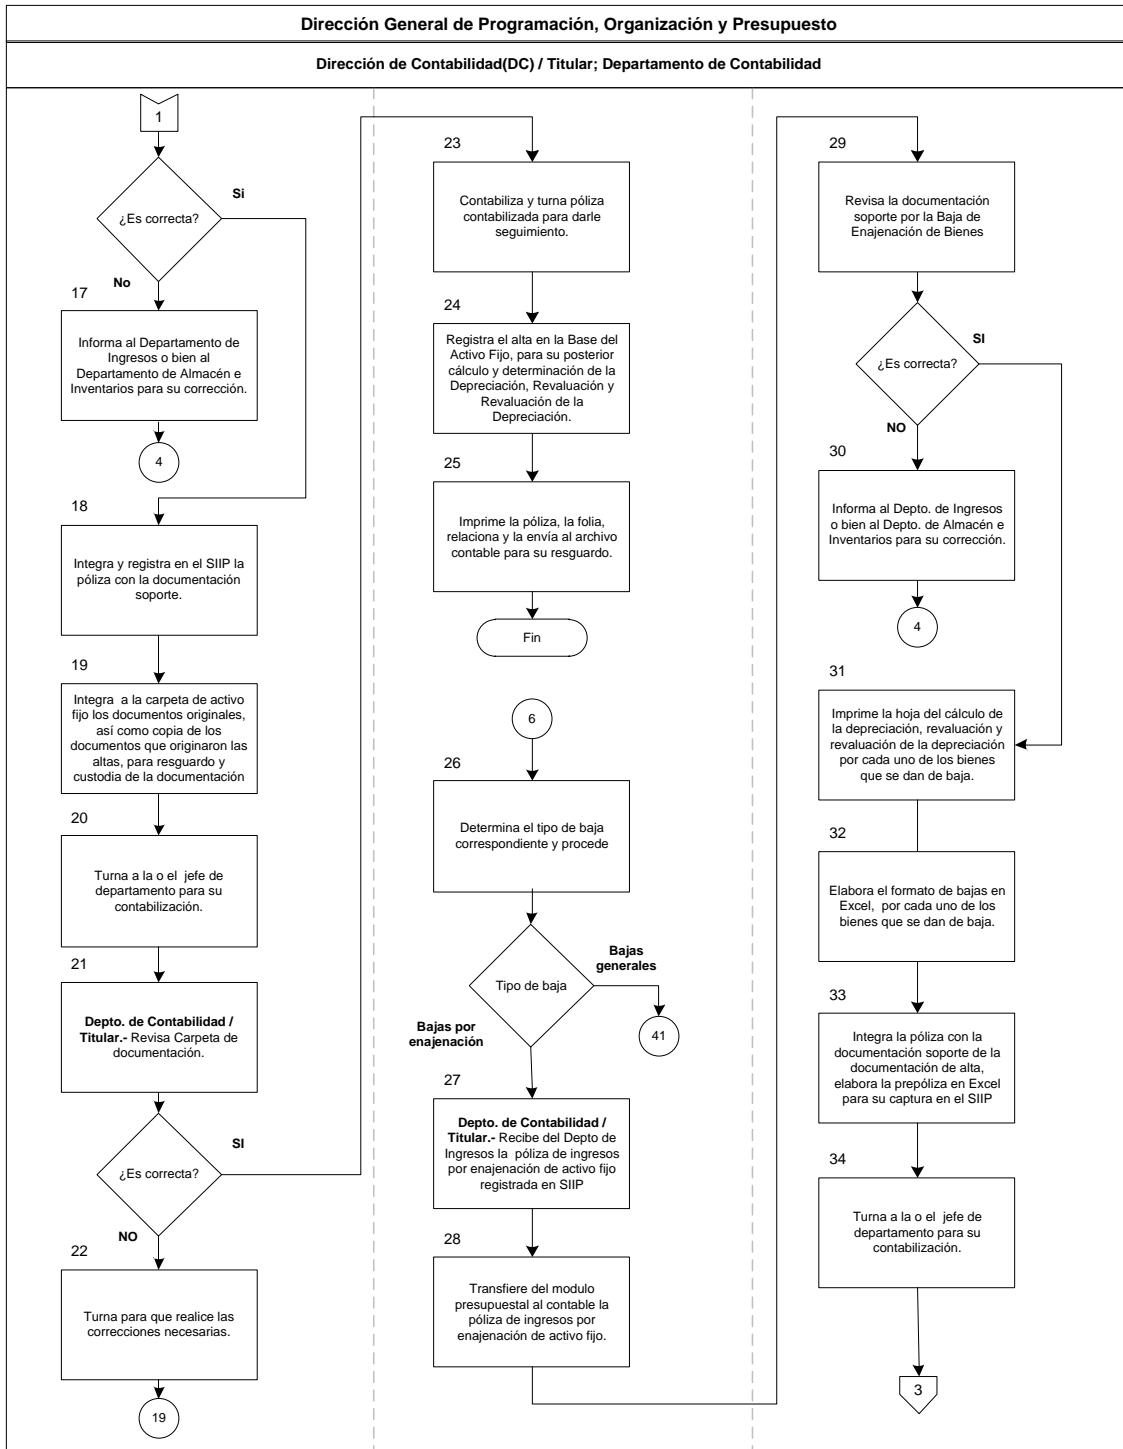 Dirección General de Programación, Organización y Presupuesto
Dirección de Contabilidad(DC) / Titular; Departamento de Contabilidad
1
¿Es correcta?
Si
No
17
Informa al Departamento de
Ingresos o bien al
Departamento de Almacén e
Inventarios para su corrección.
4
18
Integra y registra en el SIIP la
póliza con la documentación
soporte.
19
Integra  a la carpeta de activo
fijo los documentos originales,
así como copia de los
documentos que originaron las
altas, para resguardo y
custodia de la documentación
20
Turna a la o el  jefe de
departamento para su
contabilización.
21
Depto. de Contabilidad /
Titular.- Revisa Carpeta de
documentación.
¿Es correcta?
SI
NO
22
Turna para que realice las
correcciones necesarias.
19
23
Contabiliza y turna póliza
contabilizada para darle
seguimiento.
24
Registra el alta en la Base del
Activo Fijo, para su posterior
cálculo y determinación de la
Depreciación, Revaluación y
Revaluación de la
Depreciación.
25
Imprime la póliza, la folia,
relaciona y la envía al archivo
contable para su resguardo.
Fin
6
26
Determina el tipo de baja
correspondiente y procede
Tipo de baja
Bajas
generales
41
Bajas por
enajenación
27
Depto. de Contabilidad /
Titular.- Recibe del Depto de
Ingresos la  póliza de ingresos
por enajenación de activo fijo
registrada en SIIP
28
Transfiere del modulo
presupuestal al contable la
póliza de ingresos por
enajenación de activo fijo.
29
Revisa la documentación
soporte por la Baja de
Enajenación de Bienes
¿Es correcta?
SI
NO
30
Informa al Depto. de Ingresos
o bien al Depto. de Almacén e
Inventarios para su corrección.
4
31
Imprime la hoja del cálculo de
la depreciación, revaluación y
revaluación de la depreciación
por cada uno de los bienes
que se dan de baja.
32
Elabora el formato de bajas en
Excel,  por cada uno de los
bienes que se dan de baja.
33
Integra la póliza con la
documentación soporte de la
documentación de alta,
elabora la prepóliza en Excel
para su captura en el SIIP
34
Turna a la o el  jefe de
departamento para su
contabilización.
3